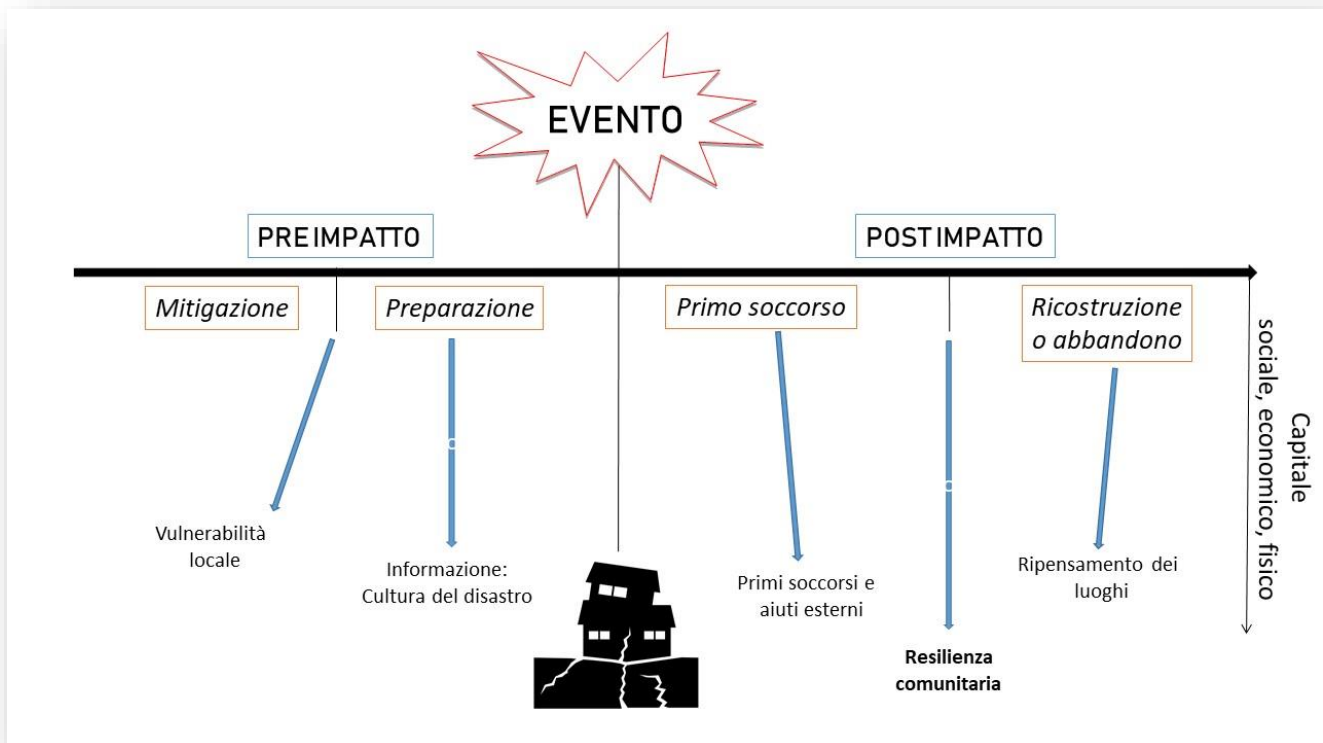 EVENTO
PRE IMPATTO
POST IMPATTO
Mitigazione
Preparazione
Primo soccorso
Ricostruzione
o abbandono
Vulnerabilità
locale
Informazione:
Cultura del disastro
Primi soccorsi e
aiuti esterni
Resilienza
comunitaria
Ripensamento dei
luoghi
Capitale
sociale, economico, fisico